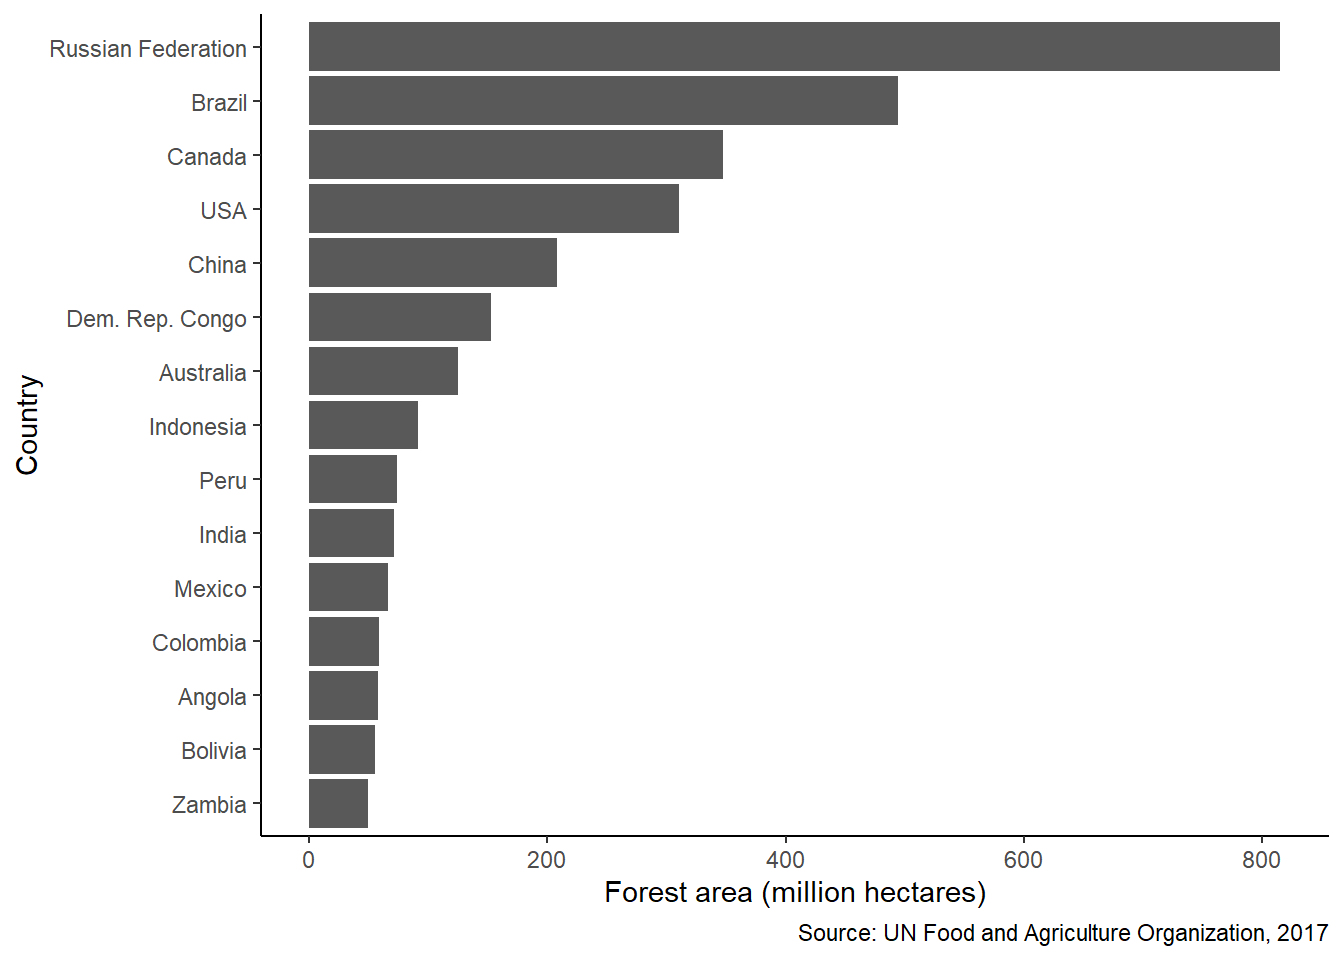 Russian Federation
Brazil
Canada
USA
China
Dem. Rep. Congo
Australia
Indonesia
Peru
India
Mexico
Colombia
Angola
Bolivia
Zambia
Country
0 200 400 600 800
Forest area (million hectares)
Source: UN Food and Agriculture Organization, 2017